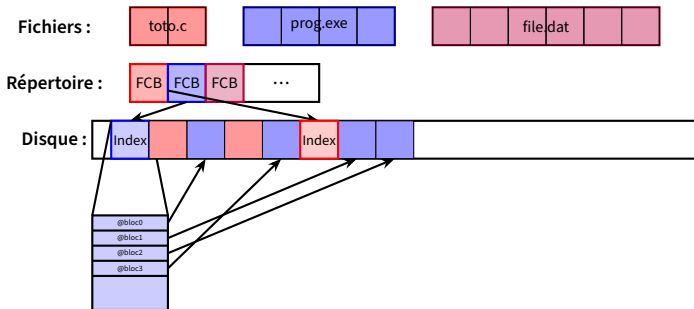 Fichiers : toto.c prog.exe file.dat
Répertoire : FCB FCB FCB ...
Disque : Index Index
@bloc0
@bloc1
@bloc2
@bloc3